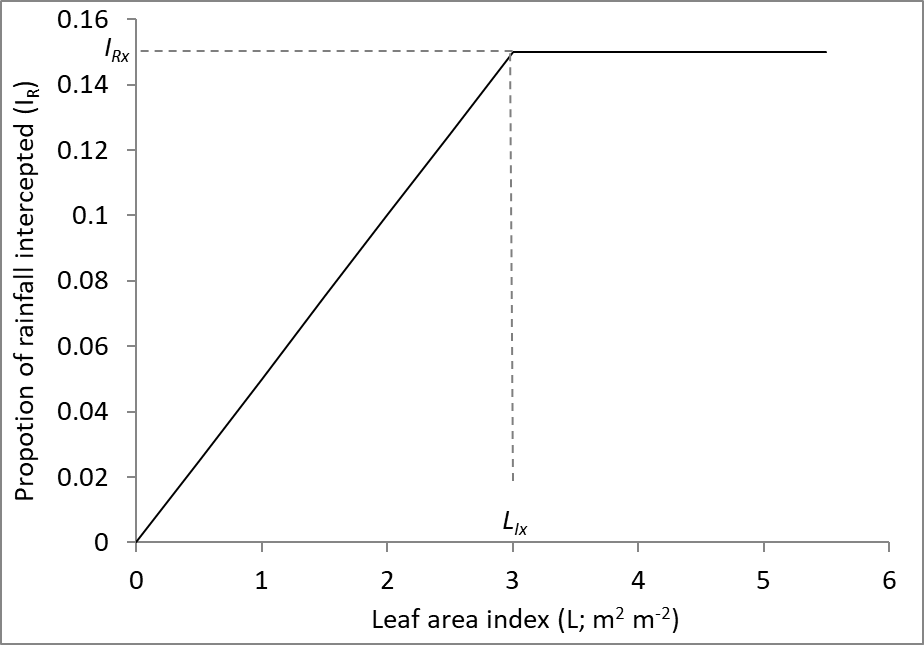 0.16
I_Rx
0.14
0.12
0.1
0.08
0.06
0.04
0.02
0
Propotion of rainfall intercepted (I_R)
L_Ix
0 1 2 3 4 5 6
Leaf area index (L; m² m⁻²)